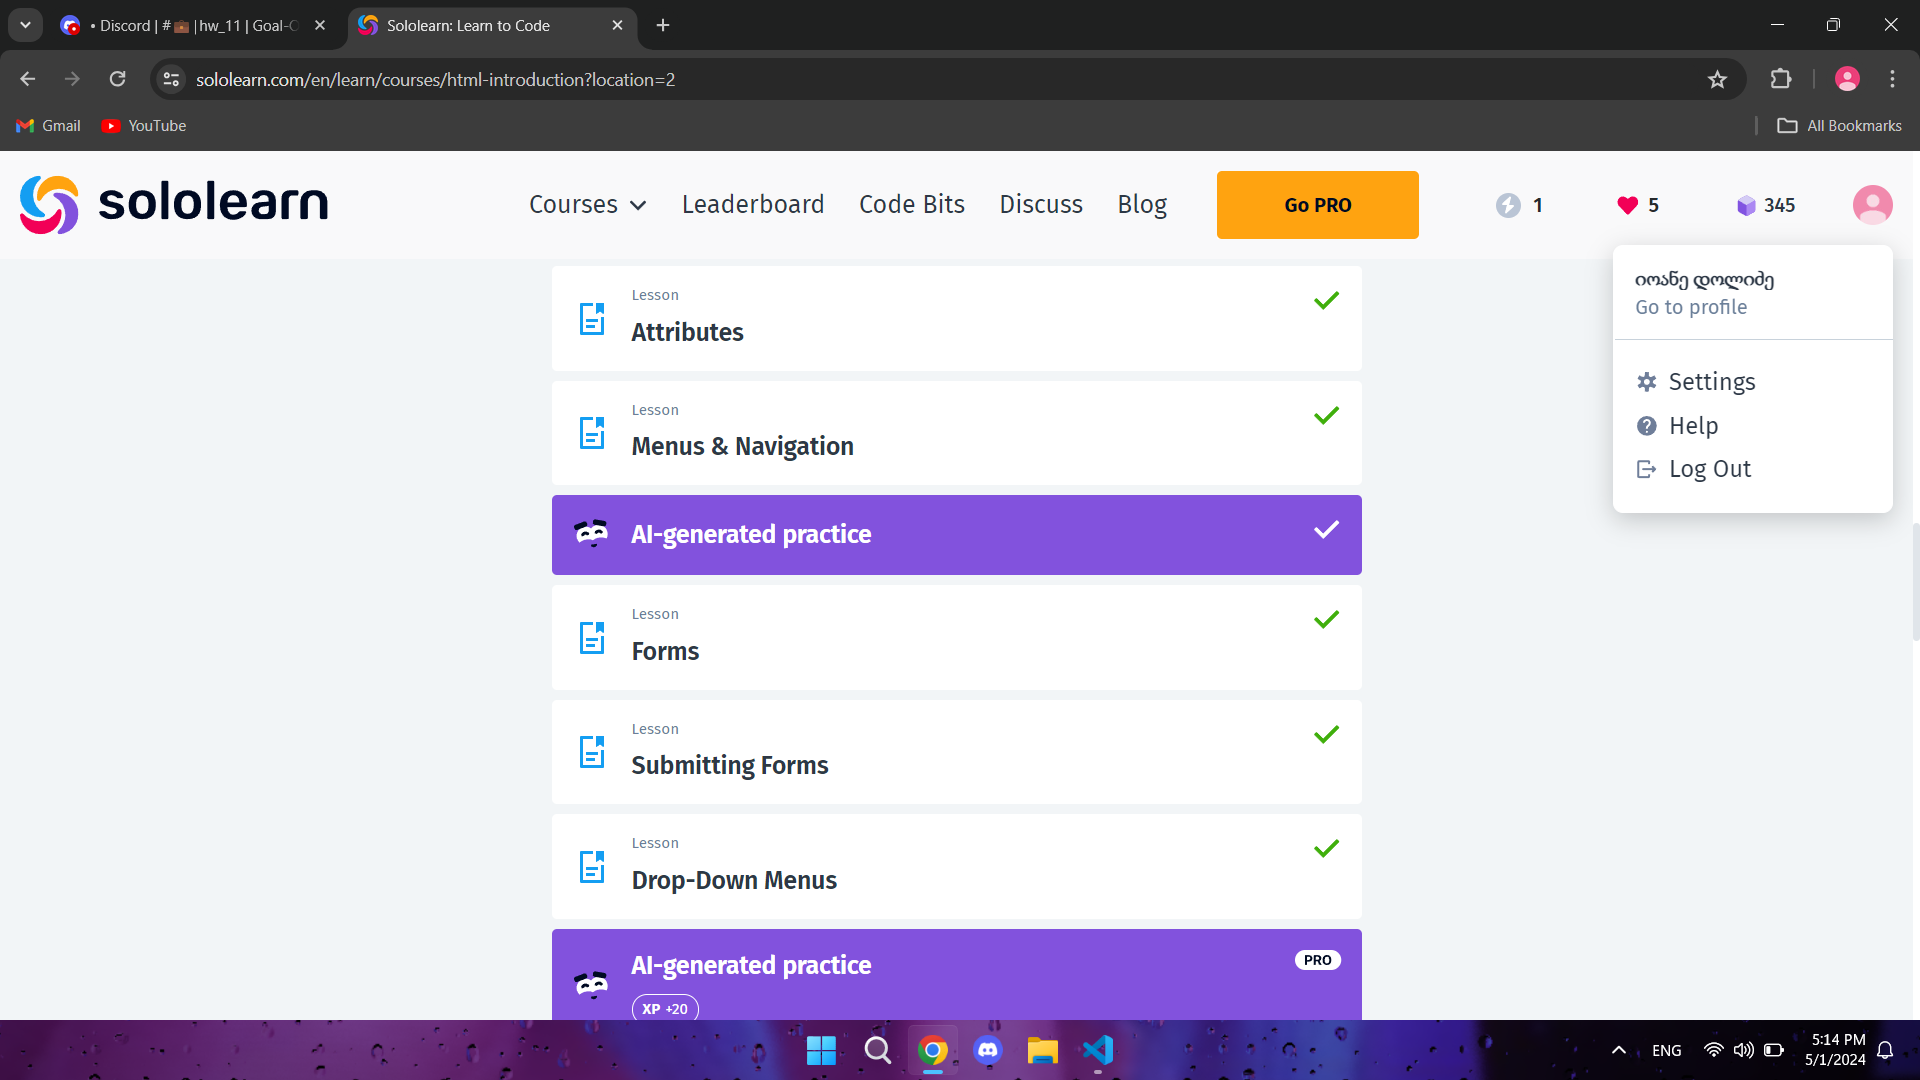 • Discord | #💼|hw_11 | Goal-O
Sololearn: Learn to Code
sololearn.com/en/learn/courses/html-introduction?location=2
Gmail
YouTube
All Bookmarks
sololearn
Courses
Leaderboard
Code Bits
Discuss
Blog
Go PRO
1
5
345
იოანე დოლიძე
Go to profile
Settings
Help
Log Out
Lesson
Attributes
Lesson
Menus & Navigation
AI-generated practice
Lesson
Forms
Lesson
Submitting Forms
Lesson
Drop-Down Menus
AI-generated practice
PRO
XP +20
ENG
5:14 PM
5/1/2024